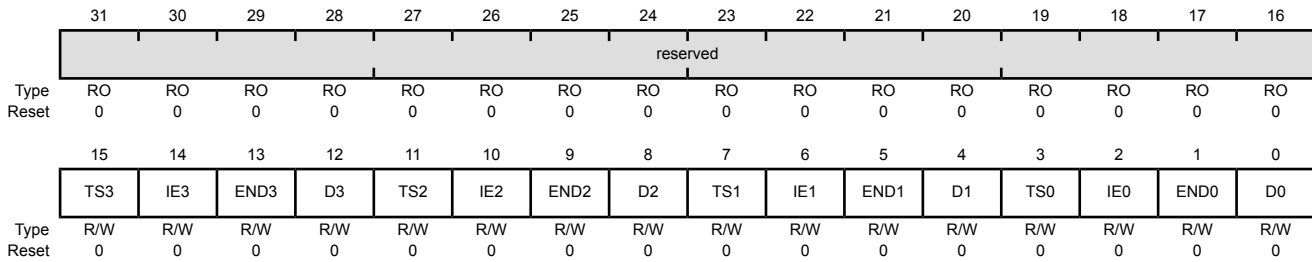 31 30 29 28 27 26 25 24 23 22 21 20 19 18 17 16
reserved
Type RO RO RO RO RO RO RO RO RO RO RO RO RO RO RO RO
Reset 0 0 0 0 0 0 0 0 0 0 0 0 0 0 0 0
15 14 13 12 11 10 9 8 7 6 5 4 3 2 1 0
TS3 IE3 END3 D3 TS2 IE2 END2 D2 TS1 IE1 END1 D1 TS0 IE0 END0 D0
Type R/W R/W R/W R/W R/W R/W R/W R/W R/W R/W R/W R/W R/W R/W R/W R/W
Reset 0 0 0 0 0 0 0 0 0 0 0 0 0 0 0 0